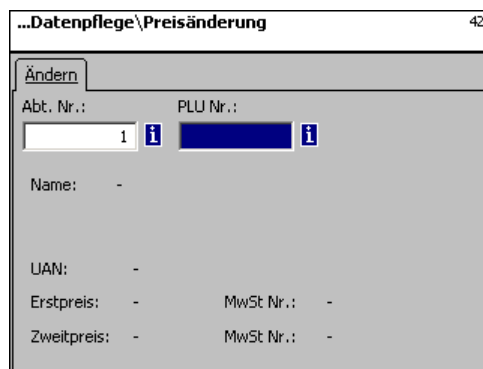 ...Datenpflege\Preisänderung 42
Ändern
Abt. Nr.: PLU Nr.:
1 i i
Name: -
UAN: -
Erstpreis: - MwSt Nr.: -
Zweitpreis: - MwSt Nr.: -